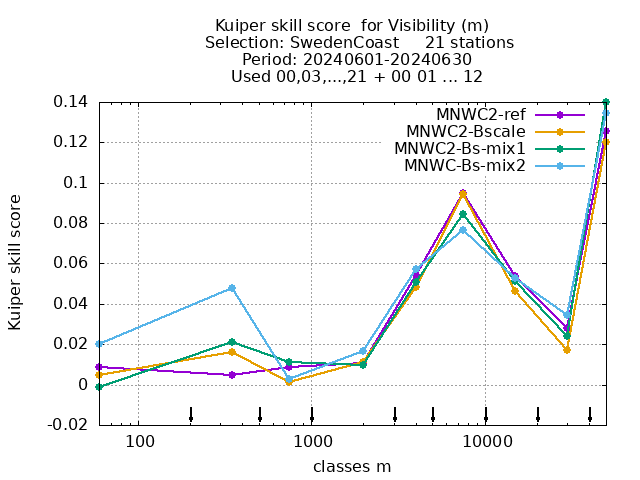 Kuiper skill score  for Visibility (m)
Selection: SwedenCoast     21 stations
Period: 20240601-20240630
Used 00,03,...,21 + 00 01 ... 12
MNWC2-ref
MNWC2-Bscale
MNWC2-Bs-mix1
MNWC-Bs-mix2
Kuiper skill score
0.14
0.12
0.1
0.08
0.06
0.04
0.02
0
-0.02
100 1000 10000
classes m